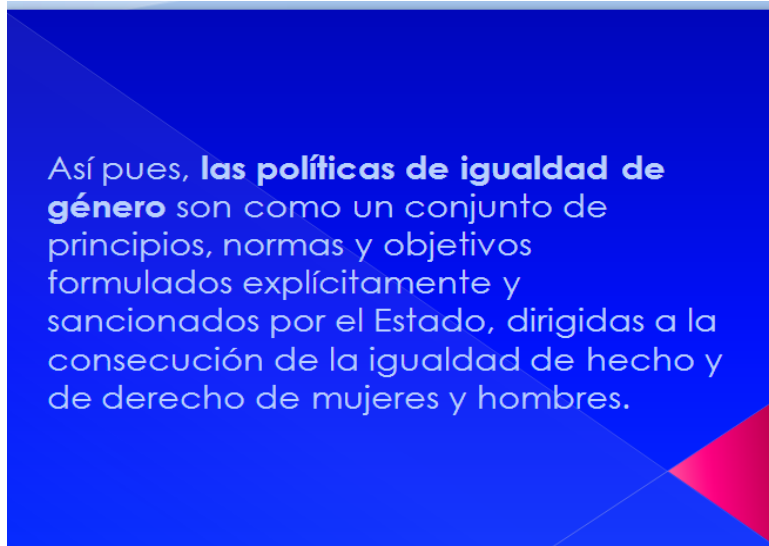 Así pues, las políticas de igualdad de
género son como un conjunto de
principios, normas y objetivos
formulados explícitamente y
sancionados por el Estado, dirigidas a la
consecución de la igualdad de hecho y
de derecho de mujeres y hombres.